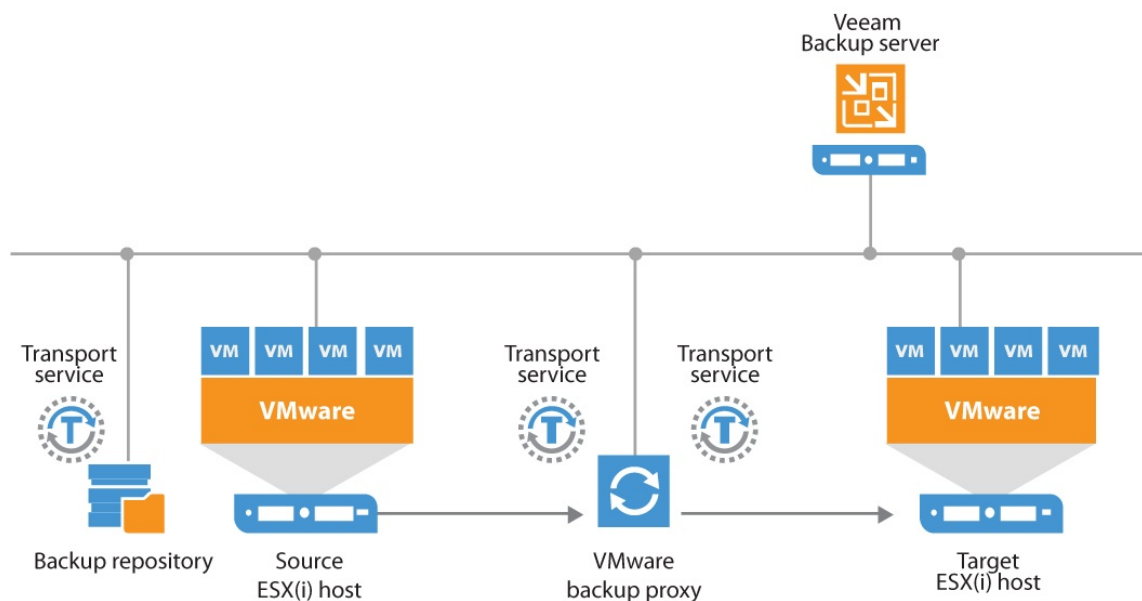 Veeam
Backup server
VM VM VM VM
VM VM VM VM
Transport
service
Transport
service
Transport
service
VMware
VMware
T
T
T
Backup repository
Source
ESX(i) host
VMware
backup proxy
Target
ESX(i) host